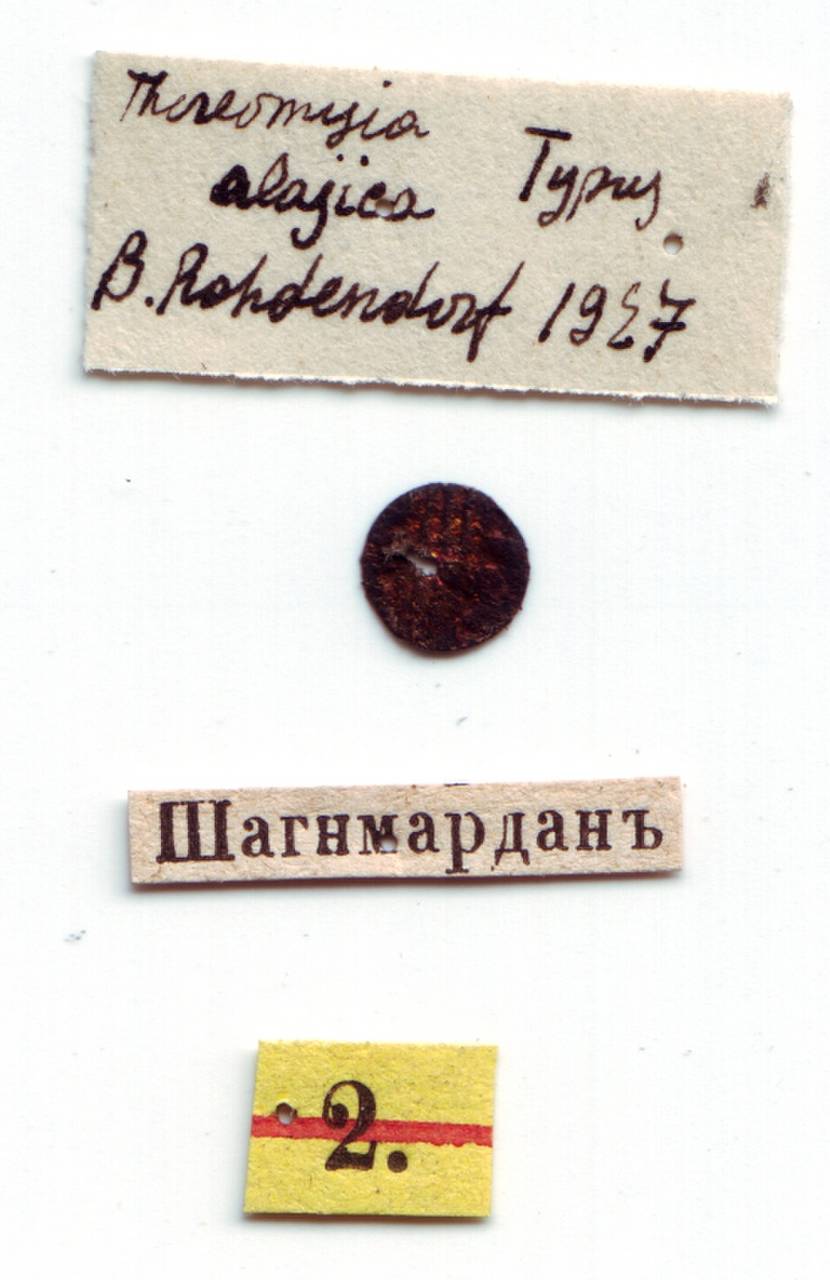 Thereomyia
alajica Typus
B. Rohdendorf 1927
Шагимарданъ
2.